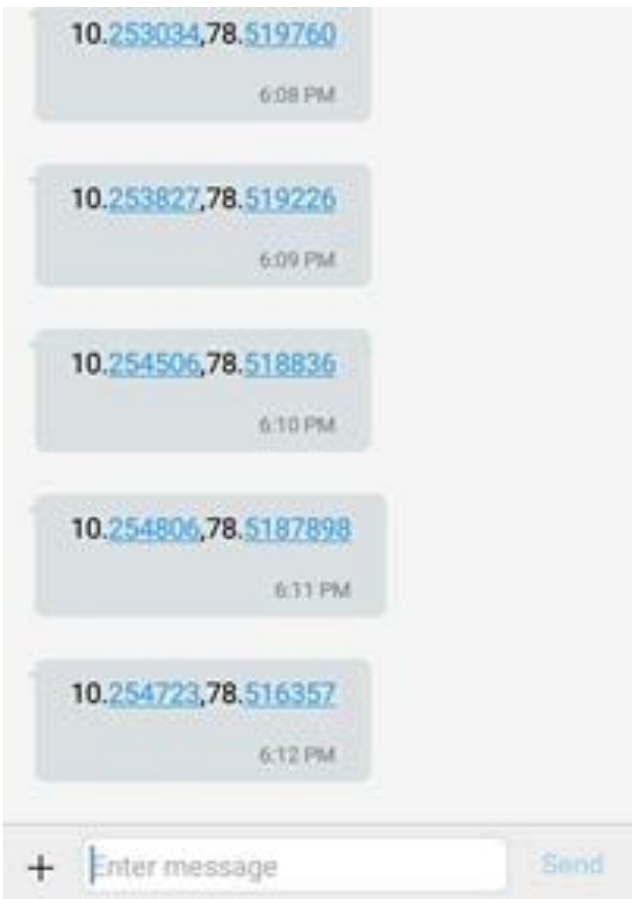 10.253034,78.519760
6:08 PM
10.253827,78.519226
6:09 PM
10.254506,78.518836
6:10 PM
10.254806,78.5187898
6:11 PM
10.254723,78.516357
6:12 PM
+ Enter message Send